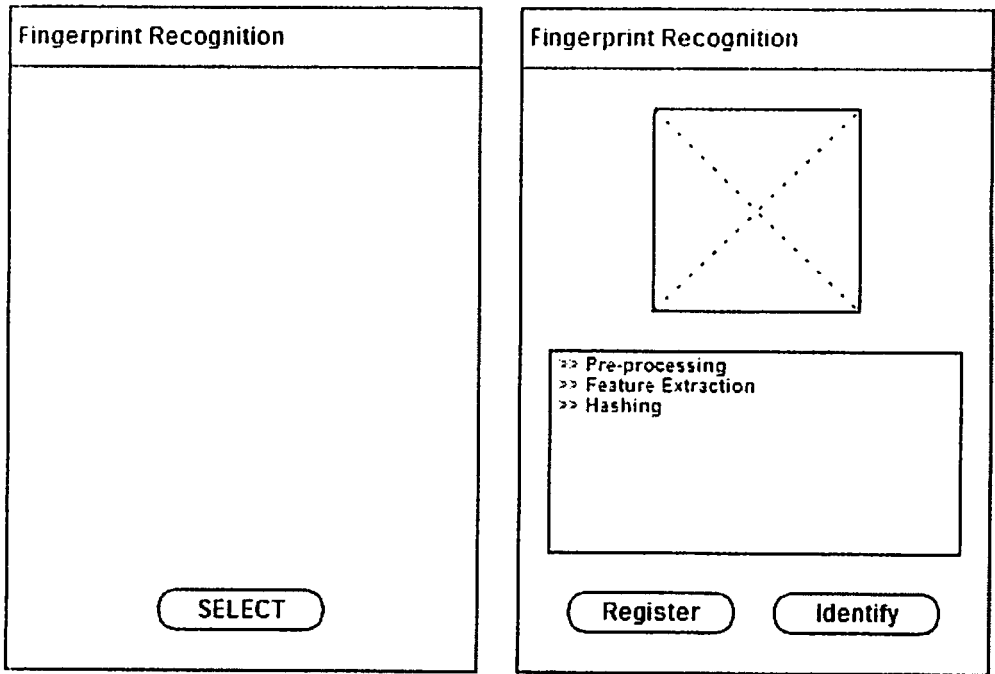 Fingerprint Recognition
SELECT
Fingerprint Recognition
>> Pre-processing
>> Feature Extraction
>> Hashing
Register
Identify